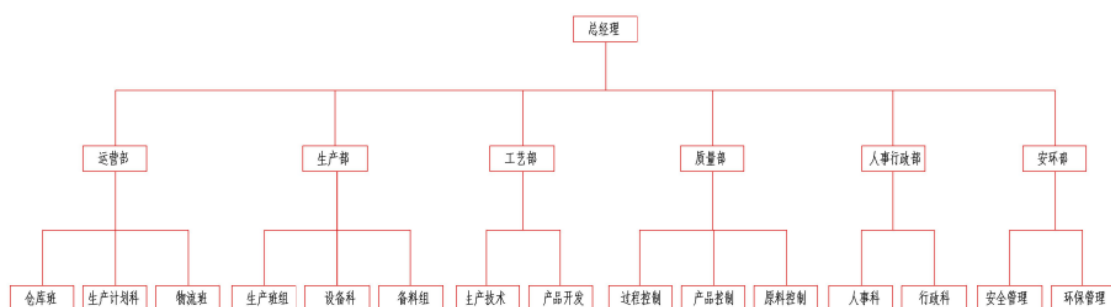 总经理
运营部
生产部
工艺部
质量部
人事行政部
安环部
仓库班
生产计划科
物流班
生产班组
设备科
备料组
生产技术
产品开发
过程控制
产品控制
原料控制
人事科
行政科
安全管理
环保管理